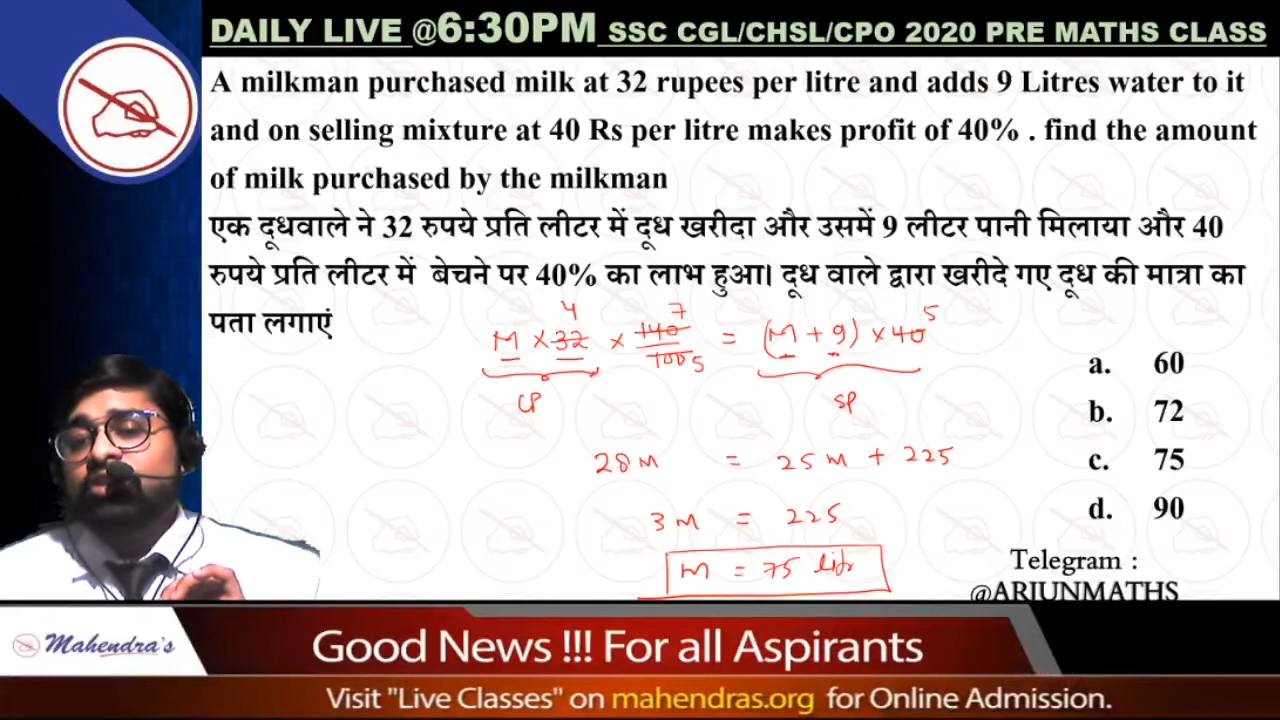 DAILY LIVE @6:30PM SSC CGL/CHSL/CPO 2020 PRE MATHS CLASS
A milkman purchased milk at 32 rupees per litre and adds 9 Litres water to it
and on selling mixture at 40 Rs per litre makes profit of 40% . find the amount
of milk purchased by the milkman
एक दूधवाले ने 32 रुपये प्रति लीटर में दूध खरीदा और उसमें 9 लीटर पानी मिलाया और 40
रुपये प्रति लीटर में बेचने पर 40% का लाभ हुआ। दूध वाले द्वारा खरीदे गए दूध की मात्रा का
पता लगाएं
4 7 5
M × 32 × 140/100 5 = (M + 9) × 40
CP SP
28M = 25M + 225
3M = 225
M = 75 litr
a. 60
b. 72
c. 75
d. 90
Telegram :
@ARJUNMATHS
Mahendra's
Good News !!! For all Aspirants
Visit "Live Classes" on mahendras.org for Online Admission.